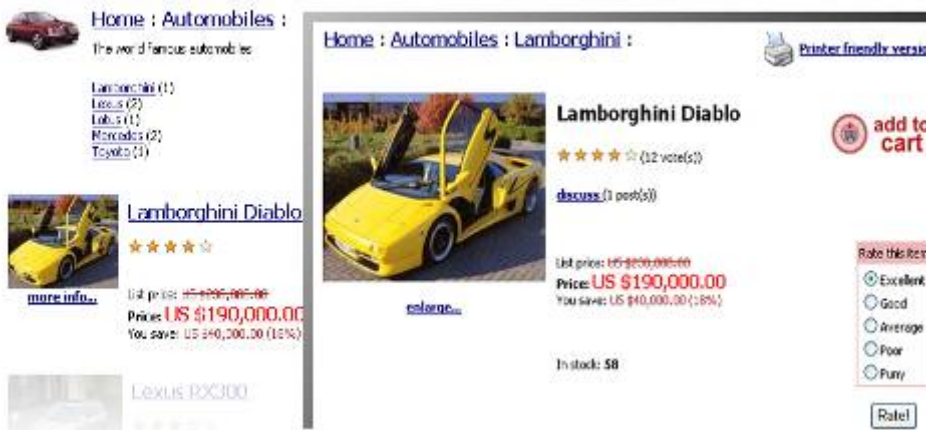 Home : Automobiles :
The world famous automobiles
Lamborghini (1)
Lexus (2)
Lotus (1)
Mercedes (2)
Toyota (1)
Lamborghini Diablo
more info...
List price:
Price: US $190,000.00
You save: US $40,000.00 (18%)
Lexus RX300
Home : Automobiles : Lamborghini :
Printer friendly versio
Lamborghini Diablo
(12 vote(s))
discuss (1 post(s))
add to
cart
List price: US $230,000.00
Price: US $190,000.00
You save: US $40,000.00 (18%)
enlarge...
In stock: 58
Rate this item
Excellent
Good
Average
Poor
Puny
Rate!